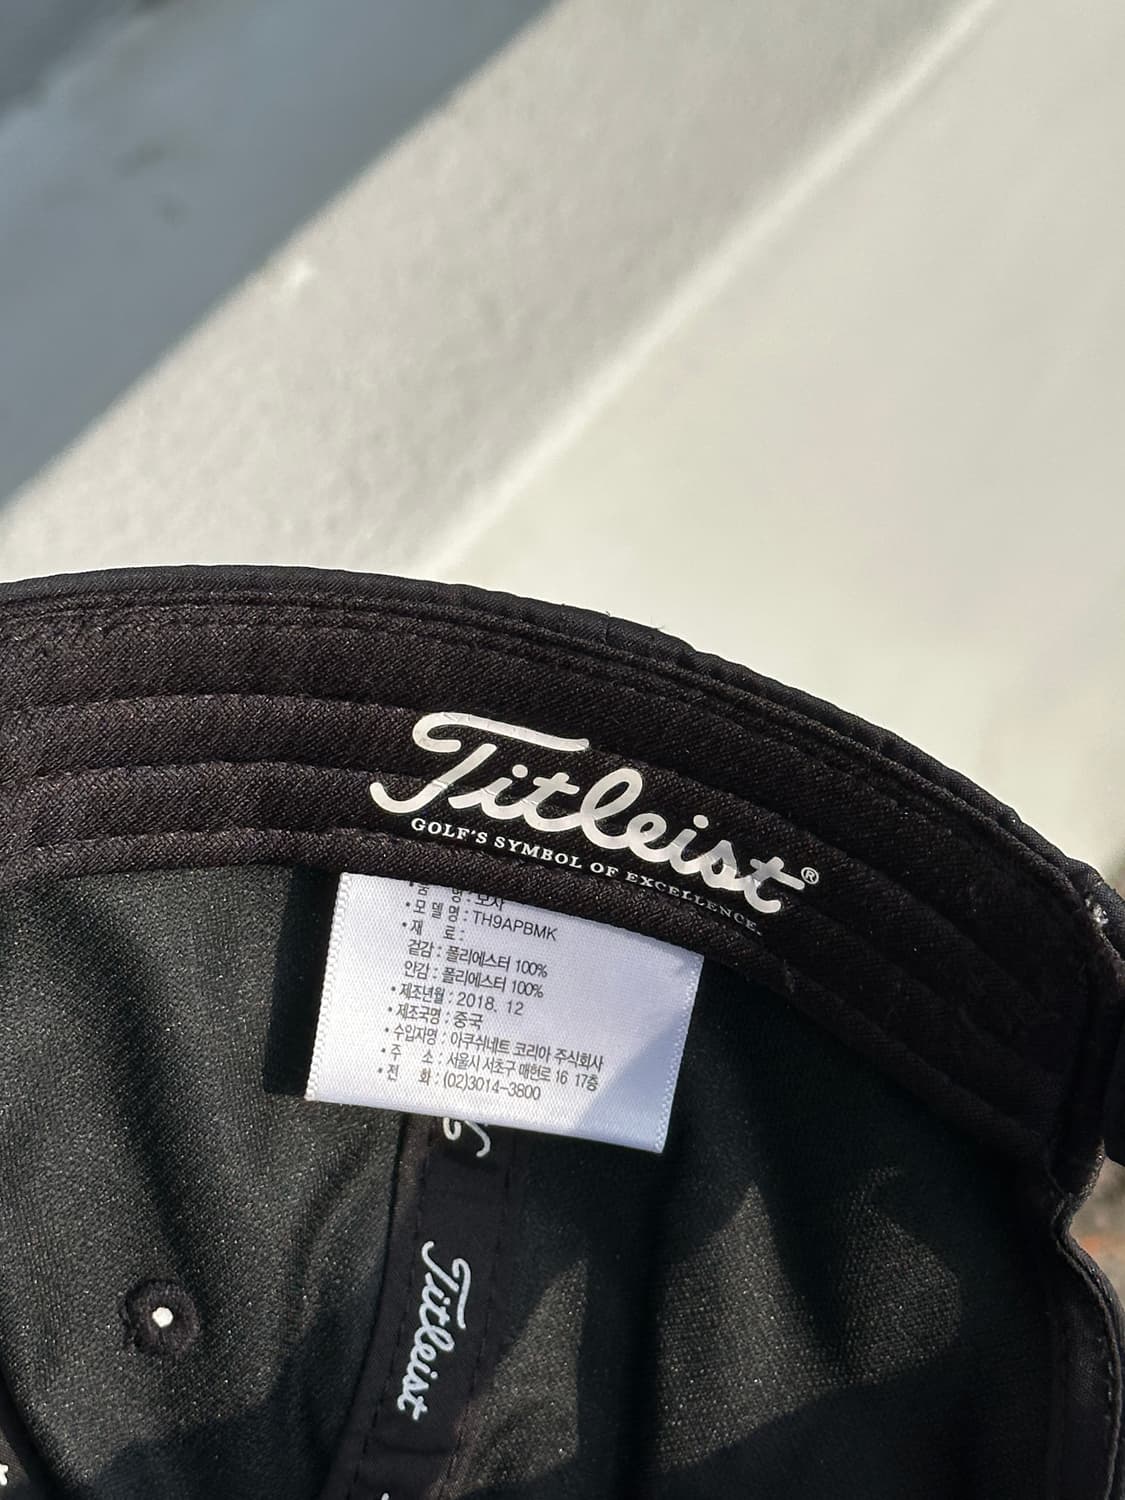 Titleist®
GOLF'S SYMBOL OF EXCELLENCE.
• 품 명 : 모자
• 모 델 명 : TH9APBMK
• 재 료 :
겉감 : 폴리에스터 100%
안감 : 폴리에스터 100%
• 제조년월 : 2018. 12
• 제조국명 : 중국
• 수입자명 : 아쿠쉬네트 코리아 주식회사
• 주 소 : 서울시 서초구 매헌로 16 17층
• 전 화 : (02)3014-3800
Titleist